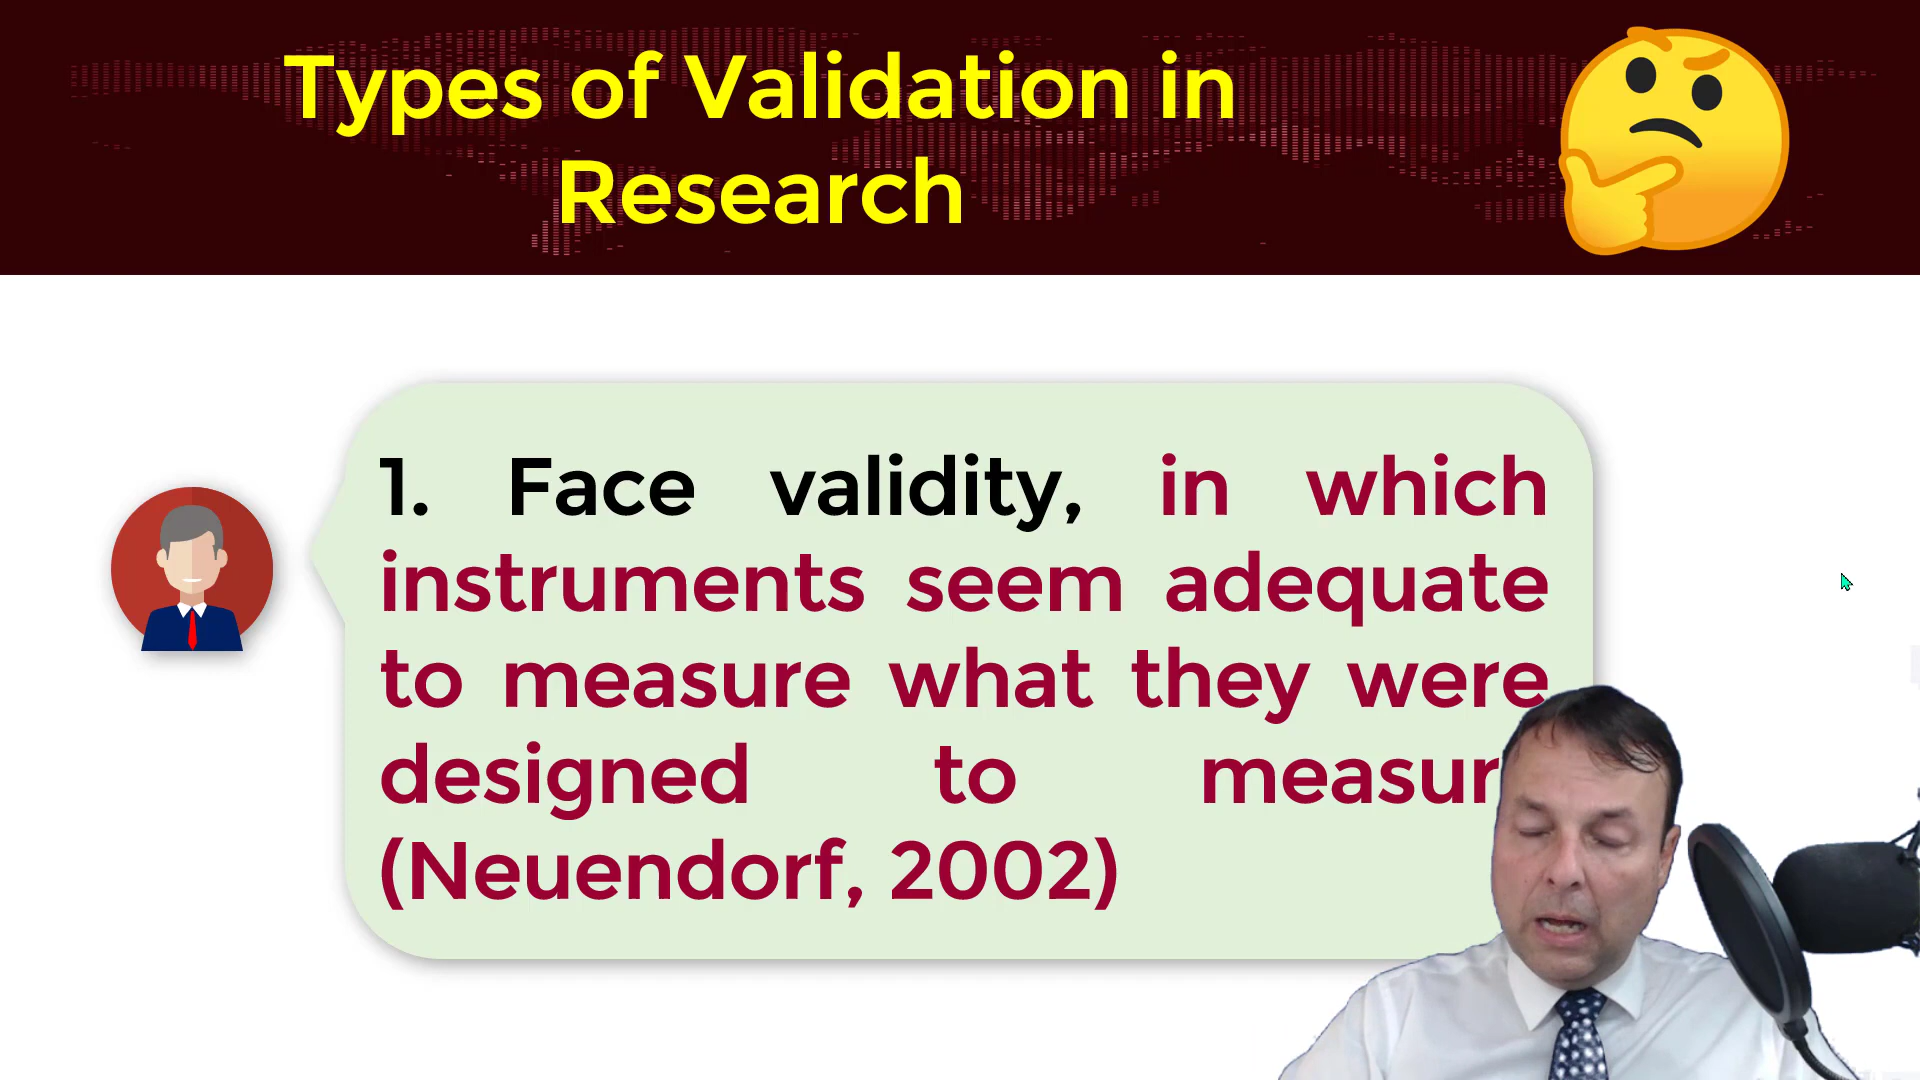 Types of Validation in
Research
1. Face validity, in which
instruments seem adequate
to measure what they were
designed to measur
(Neuendorf, 2002)